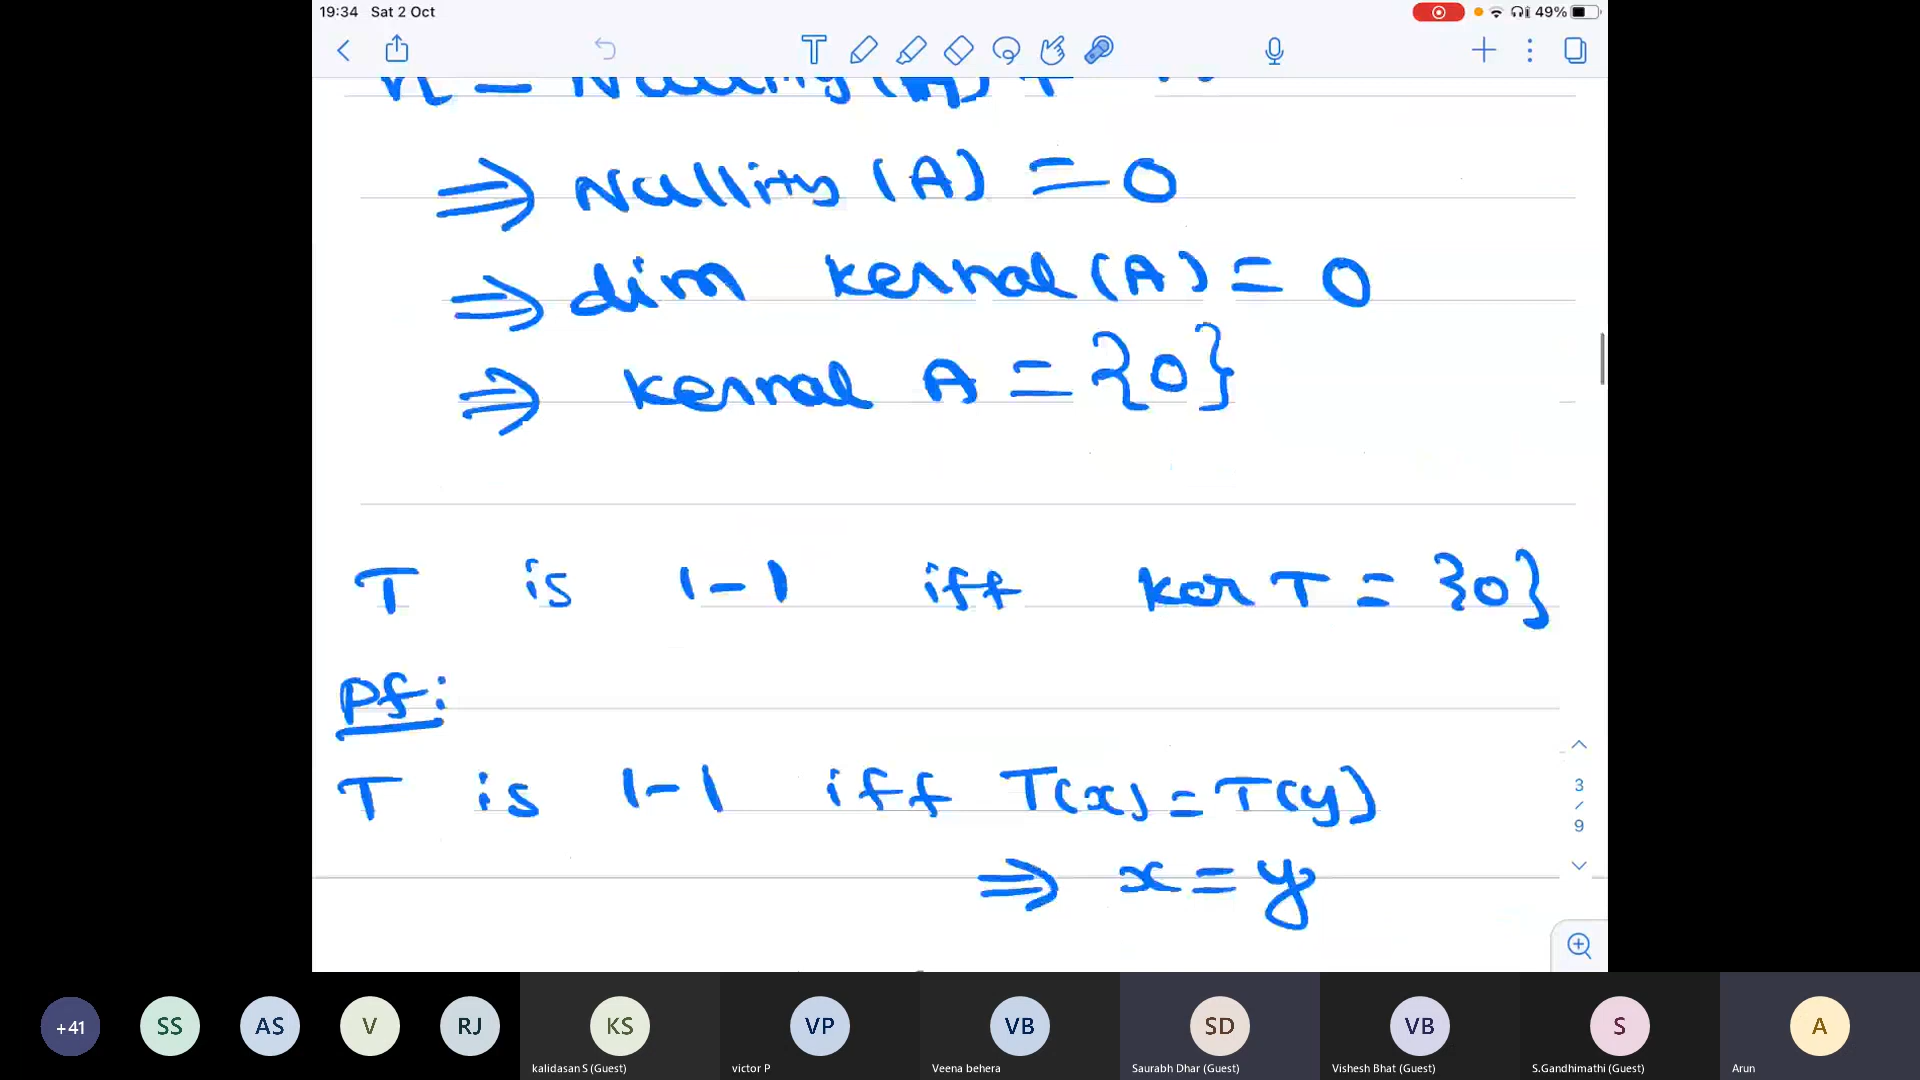 19:34 Sat 2 Oct 49%
T
n = Nullity(A) + n
⇒ Nullity (A) = 0
⇒ dim kernal (A) = 0
⇒ kernal A = {0}
T is 1-1 iff ker T = {0}
pf:
T is 1-1 iff T(x) = T(y)
⇒ x = y
3
/
9
+41 SS AS V RJ KS VP VB SD VB S A
kalidasan S (Guest) victor P Veena behera Saurabh Dhar (Guest) Vishesh Bhat (Guest) S.Gandhimathi (Guest) Arun